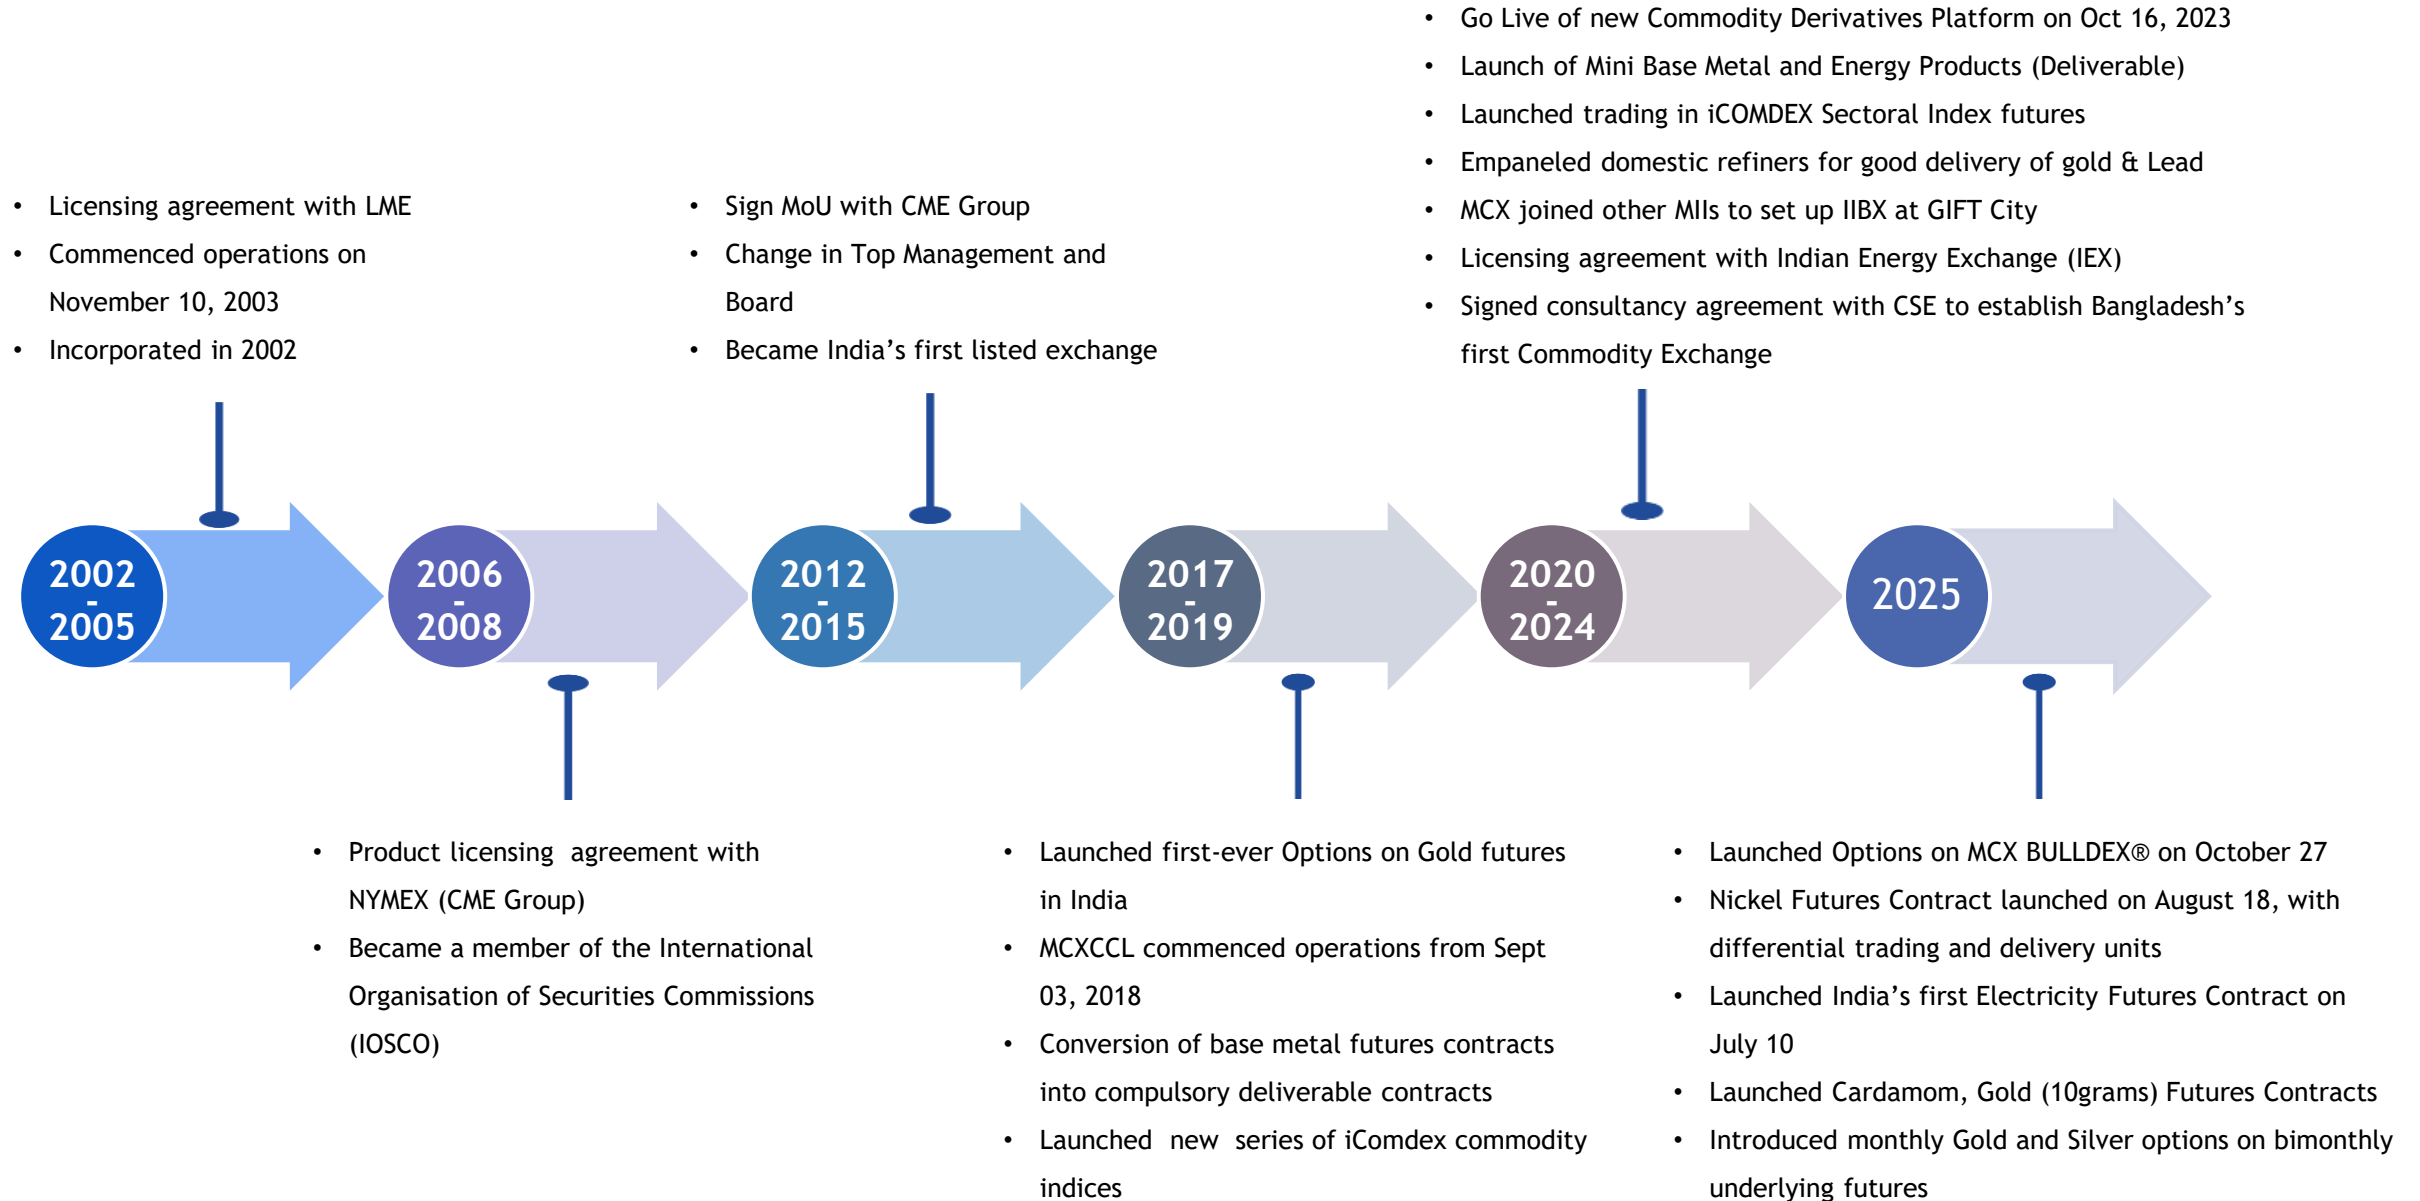 • Go Live of new Commodity Derivatives Platform on Oct 16, 2023
• Launch of Mini Base Metal and Energy Products (Deliverable)
• Launched trading in iCOMDEX Sectoral Index futures
• Empaneled domestic refiners for good delivery of gold & Lead
• MCX joined other MIIs to set up IIBX at GIFT City
• Licensing agreement with Indian Energy Exchange (IEX)
• Signed consultancy agreement with CSE to establish Bangladesh’s
first Commodity Exchange
• Licensing agreement with LME
• Commenced operations on
November 10, 2003
• Incorporated in 2002
• Sign MoU with CME Group
• Change in Top Management and
Board
• Became India’s first listed exchange
2002
-
2005
2006
-
2008
2012
-
2015
2017
-
2019
2020
-
2024
2025
• Product licensing  agreement with
NYMEX (CME Group)
• Became a member of the International
Organisation of Securities Commissions
(IOSCO)
• Launched first-ever Options on Gold futures
in India
• MCXCCL commenced operations from Sept
03, 2018
• Conversion of base metal futures contracts
into compulsory deliverable contracts
• Launched  new  series of iComdex commodity
indices
• Launched Options on MCX BULLDEX® on October 27
• Nickel Futures Contract launched on August 18, with
differential trading and delivery units
• Launched India’s first Electricity Futures Contract on
July 10
• Launched Cardamom, Gold (10grams) Futures Contracts
• Introduced monthly Gold and Silver options on bimonthly
underlying futures